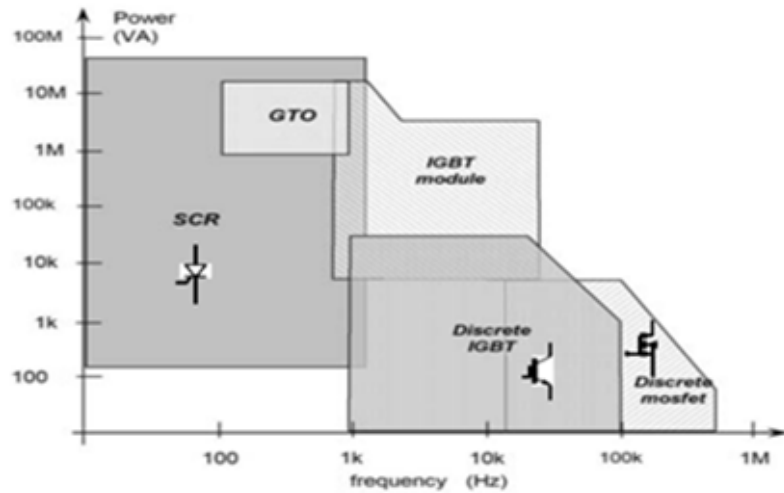 Power
(VA)
100M
10M
1M
100k
10k
1k
100
GTO
IGBT
module
SCR
Discrete
IGBT
Discrete
mosfet
100
1k
10k
100k
1M
frequency (Hz)